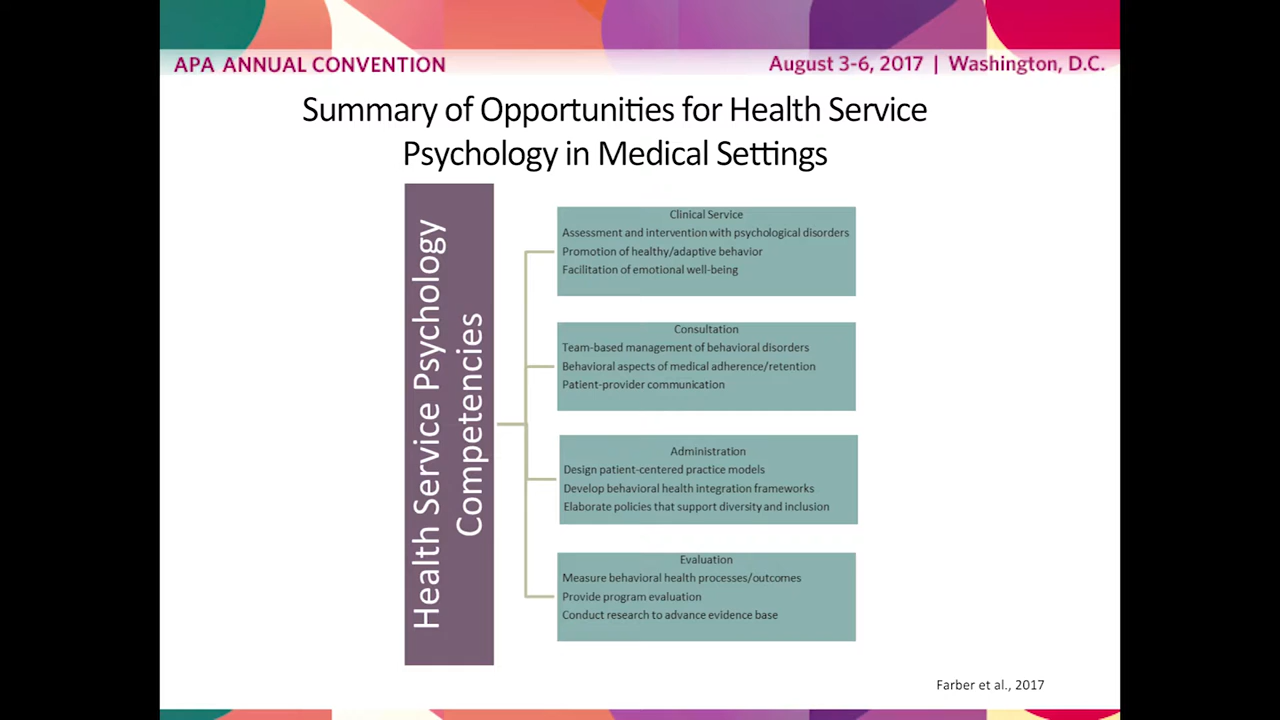 APA ANNUAL CONVENTION
August 3-6, 2017 | Washington, D.C.
Summary of Opportunities for Health Service
Psychology in Medical Settings
Health Service Psychology
Competencies
Clinical Service
Assessment and intervention with psychological disorders
Promotion of healthy/adaptive behavior
Facilitation of emotional well-being
Consultation
Team-based management of behavioral disorders
Behavioral aspects of medical adherence/retention
Patient-provider communication
Administration
Design patient-centered practice models
Develop behavioral health integration frameworks
Elaborate policies that support diversity and inclusion
Evaluation
Measure behavioral health processes/outcomes
Provide program evaluation
Conduct research to advance evidence base
Farber et al., 2017